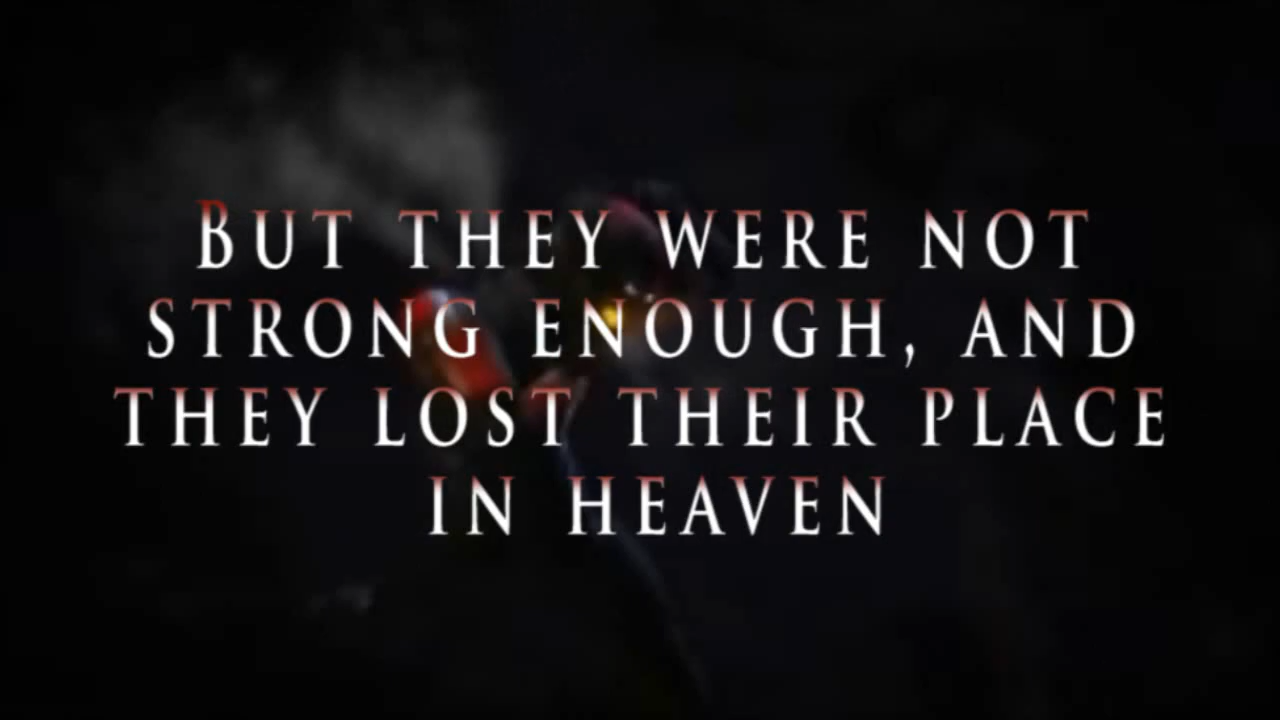 But they were not
strong enough, and
they lost their place
in heaven